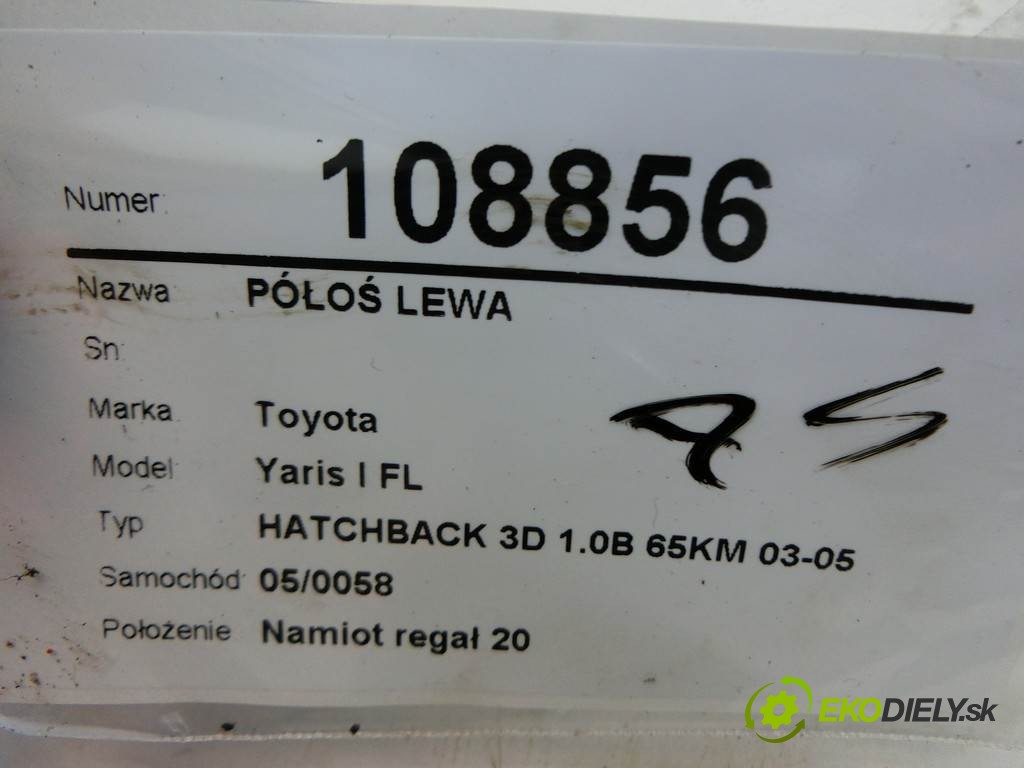 Numer: 108856
Nazwa PÓŁOŚ LEWA
Sn:
Marka Toyota
Model Yaris I FL
Typ HATCHBACK 3D 1.0B 65KM 03-05
Samochód 05/0058
Położenie Namiot regał 20
EKODIELY.sk